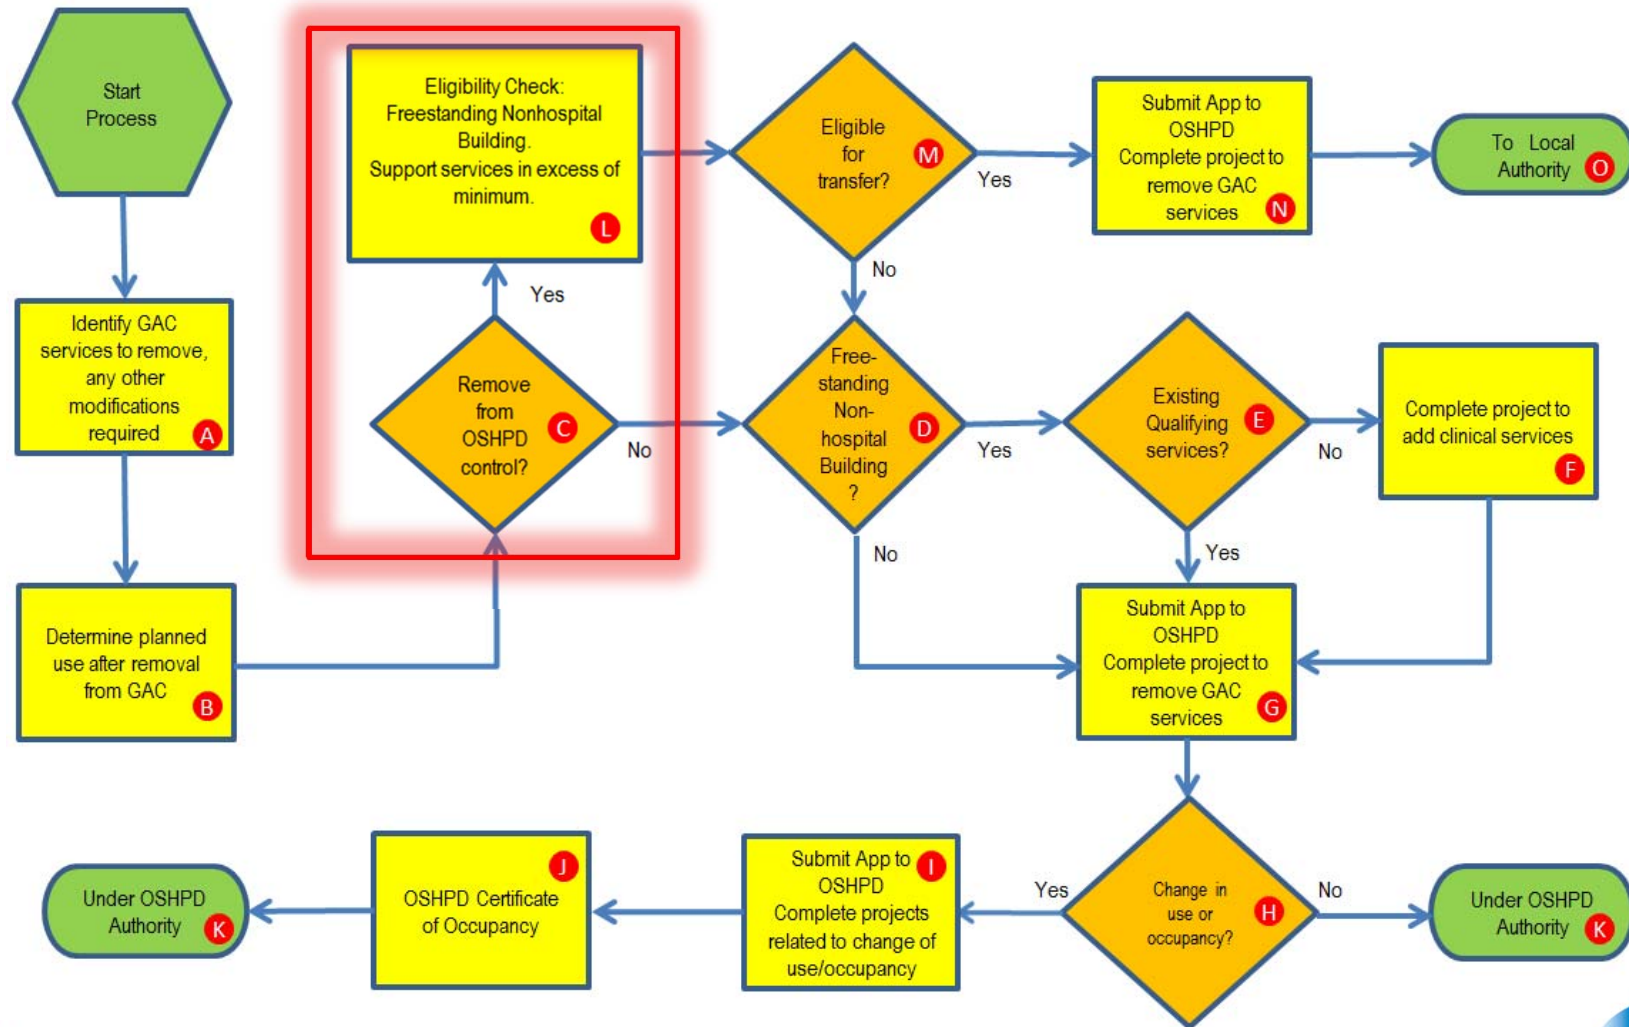 Start
Process
Identify GAC
services to remove,
any other
modifications
required
A
Determine planned
use after removal
from GAC
B
Eligibility Check:
Freestanding Nonhospital
Building.
Support services in excess of
minimum.
L
Yes
Remove
from
OSHPD
control?
C
No
Eligible
for
transfer?
M
Yes
No
Submit App to
OSHPD
Complete project to
remove GAC
services
N
To Local
Authority
O
Free-
standing
Non-
hospital
Building
?
D
Yes
No
Existing
Qualifying
services?
E
No
Yes
Complete project to
add clinical services
F
Submit App to
OSHPD
Complete project to
remove GAC
services
G
Change in
use or
occupancy?
H
Yes
No
Under OSHPD
Authority
K
Submit App to
OSHPD
Complete projects
related to change of
use/occupancy
I
OSHPD Certificate
of Occupancy
J
Under OSHPD
Authority
K